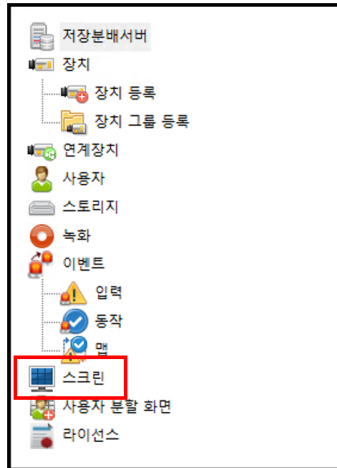 저장분배서버
장치
장치 등록
장치 그룹 등록
연계장치
사용자
스토리지
녹화
이벤트
입력
동작
맵
스크린
사용자 분할 화면
라이선스